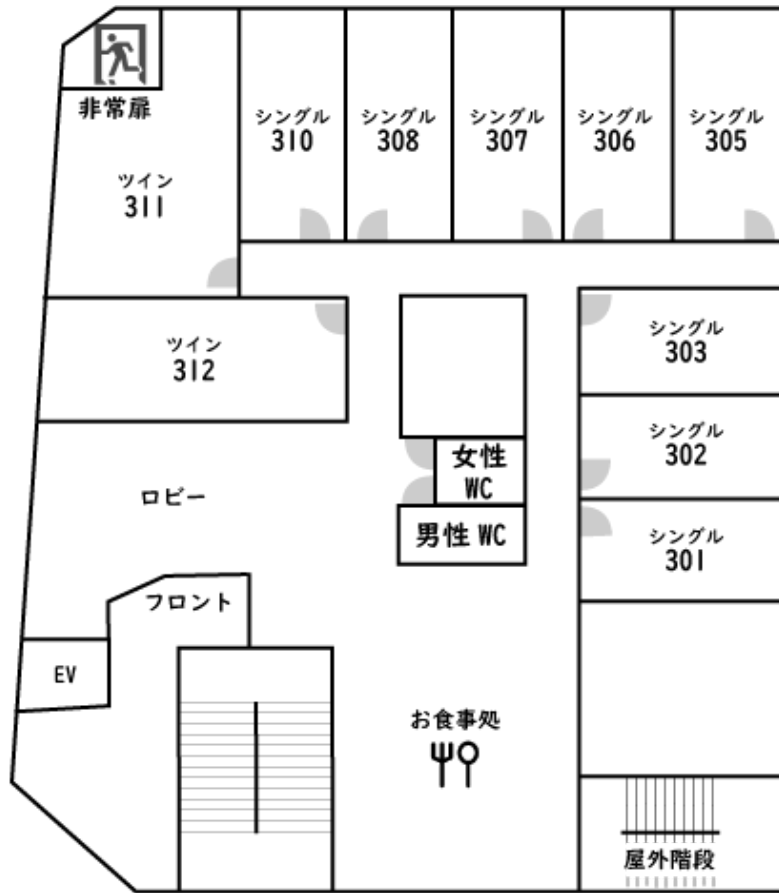 非常扉
ツイン
311
シングル
310
シングル
308
シングル
307
シングル
306
シングル
305
ツイン
312
シングル
303
シングル
302
シングル
301
女性
WC
男性 WC
ロビー
フロント
EV
お食事処
屋外階段